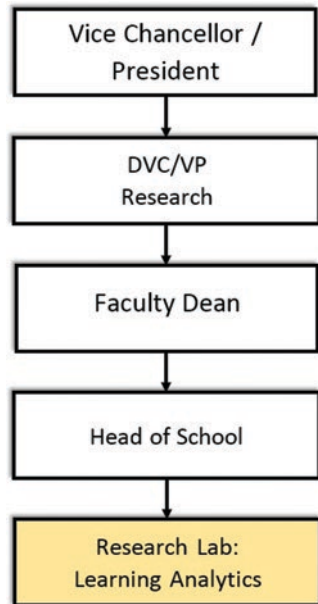 Vice Chancellor /
President
DVC/VP
Research
Faculty Dean
Head of School
Research Lab:
Learning Analytics